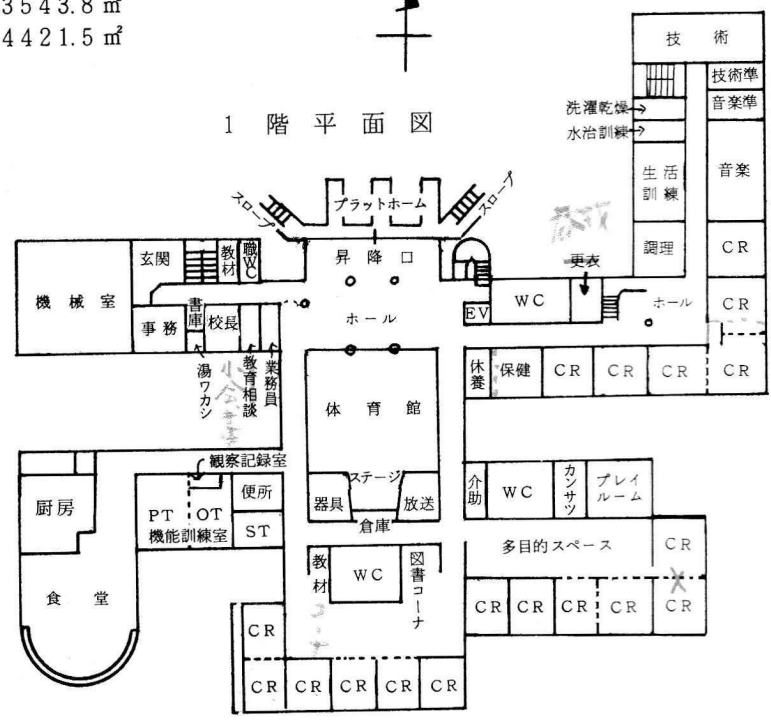 3543.8㎡
4421.5㎡
1階平面図
技術
技術準
音楽準
洗濯乾燥
水治訓練
音楽
生活訓練
調理
CR
スロープ
プラットホーム
スロープ
昇降口
機械室
玄関
教材
職WC
事務
書庫
校長
湯ワカシ
教育相談
業務員
ホール
EV
WC
更衣
ホール
CR
休養
保健
CR
CR
CR
CR
体育館
ステージ
器具
放送
倉庫
観察記録室
厨房
PT
OT
機能訓練室
便所
ST
食堂
介助
WC
カンサツ
プレイルーム
多目的スペース
CR
CR
CR
CR
CR
CR
教材
WC
図書コーナ
CR
CR
CR
CR
CR
CR